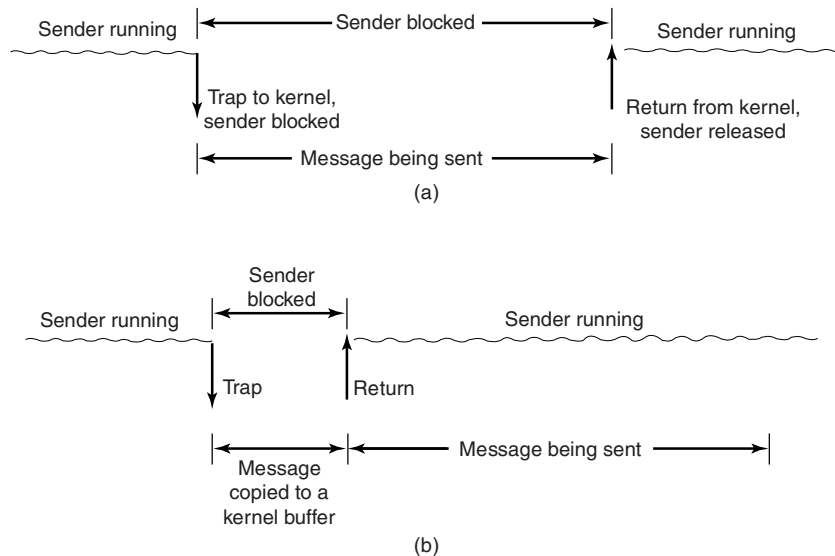 Sender running
Sender blocked
Sender running
Trap to kernel,
sender blocked
Return from kernel,
sender released
Message being sent
(a)
Sender
blocked
Sender running
Sender running
Trap
Return
Message being sent
Message
copied to a
kernel buffer
(b)